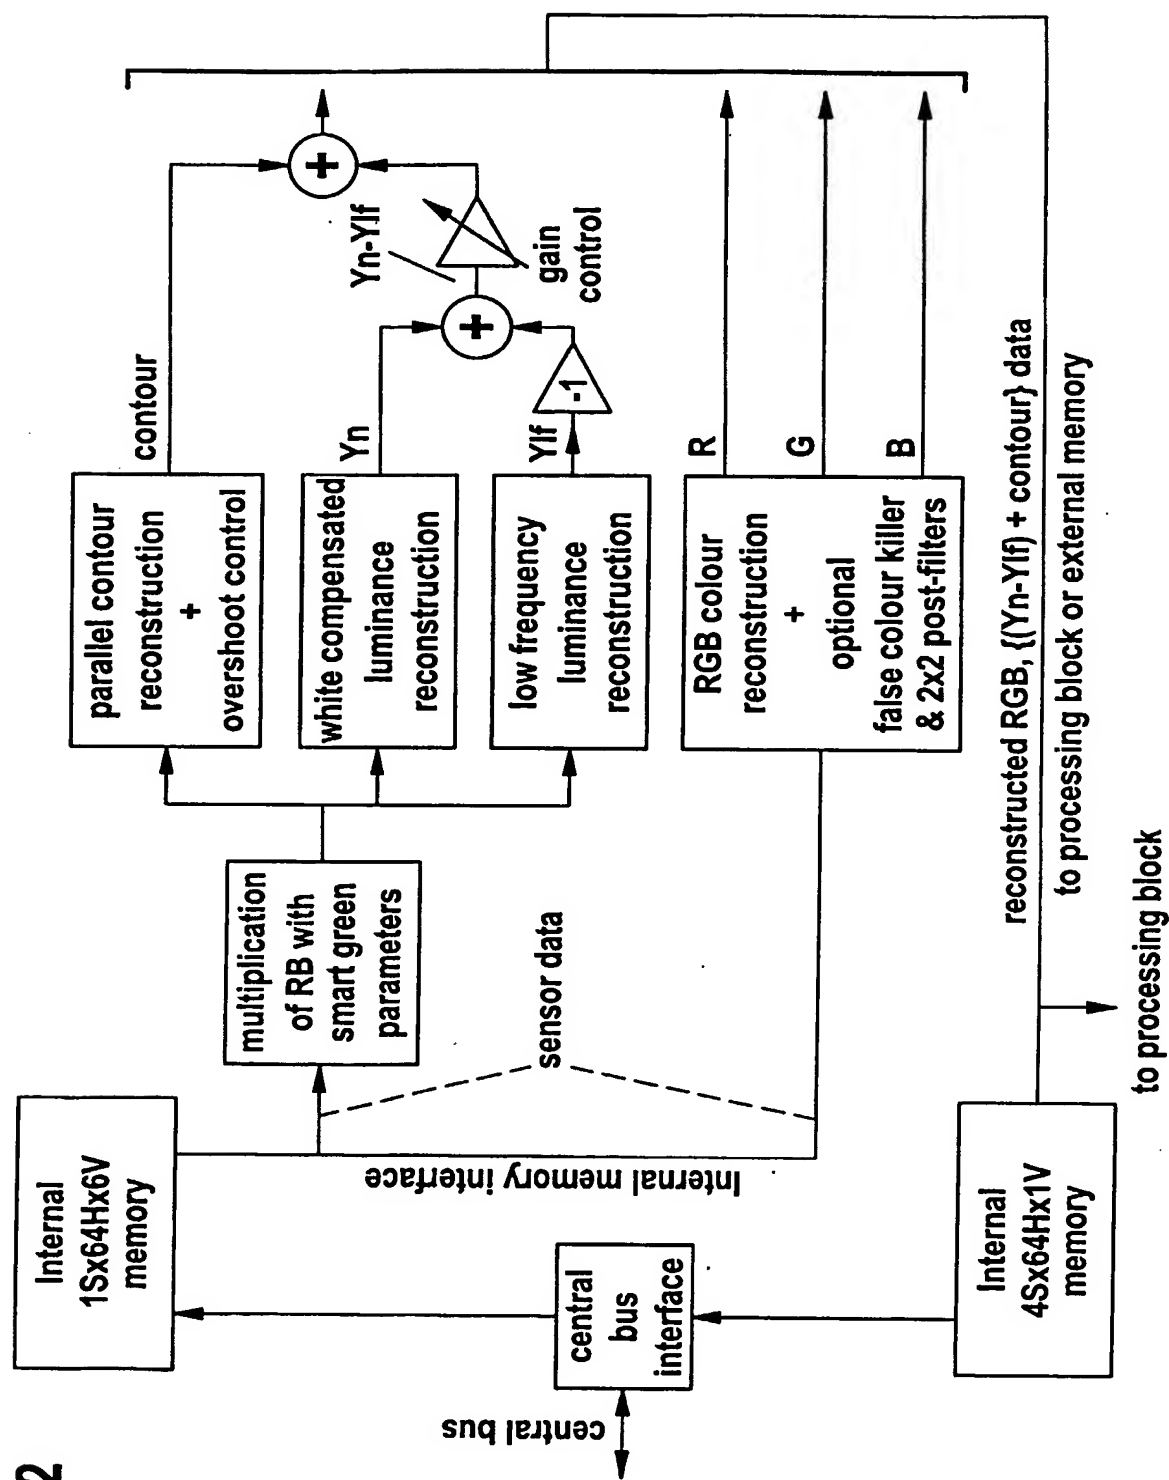 2
central bus
central
bus
interface
Internal
1Sx64Hx6V
memory
Internal
4Sx64Hx1V
memory
Internal memory interface
sensor data
multiplication
of RB with
smart green
parameters
parallel contour
reconstruction
+
overshoot control
white compensated
luminance
reconstruction
low frequency
luminance
reconstruction
RGB colour
reconstruction
+
optional
false colour killer
& 2x2 post-filters
contour
Yn
Ylf
-1
+
Yn-Ylf
gain
control
+
R
G
B
reconstructed RGB, {(Yn-Ylf) + contour} data
to processing block or external memory
to processing block